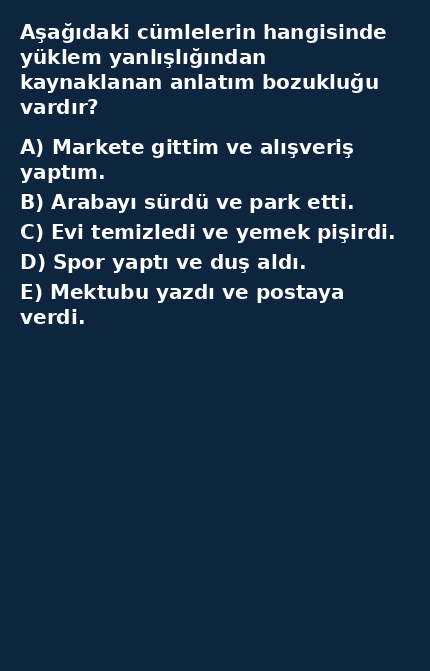 Aşağıdaki cümlelerin hangisinde
yüklem yanlışlığından
kaynaklanan anlatım bozukluğu
vardır?
A) Markete gittim ve alışveriş
yaptım.
B) Arabayı sürdü ve park etti.
C) Evi temizledi ve yemek pişirdi.
D) Spor yaptı ve duş aldı.
E) Mektubu yazdı ve postaya
verdi.